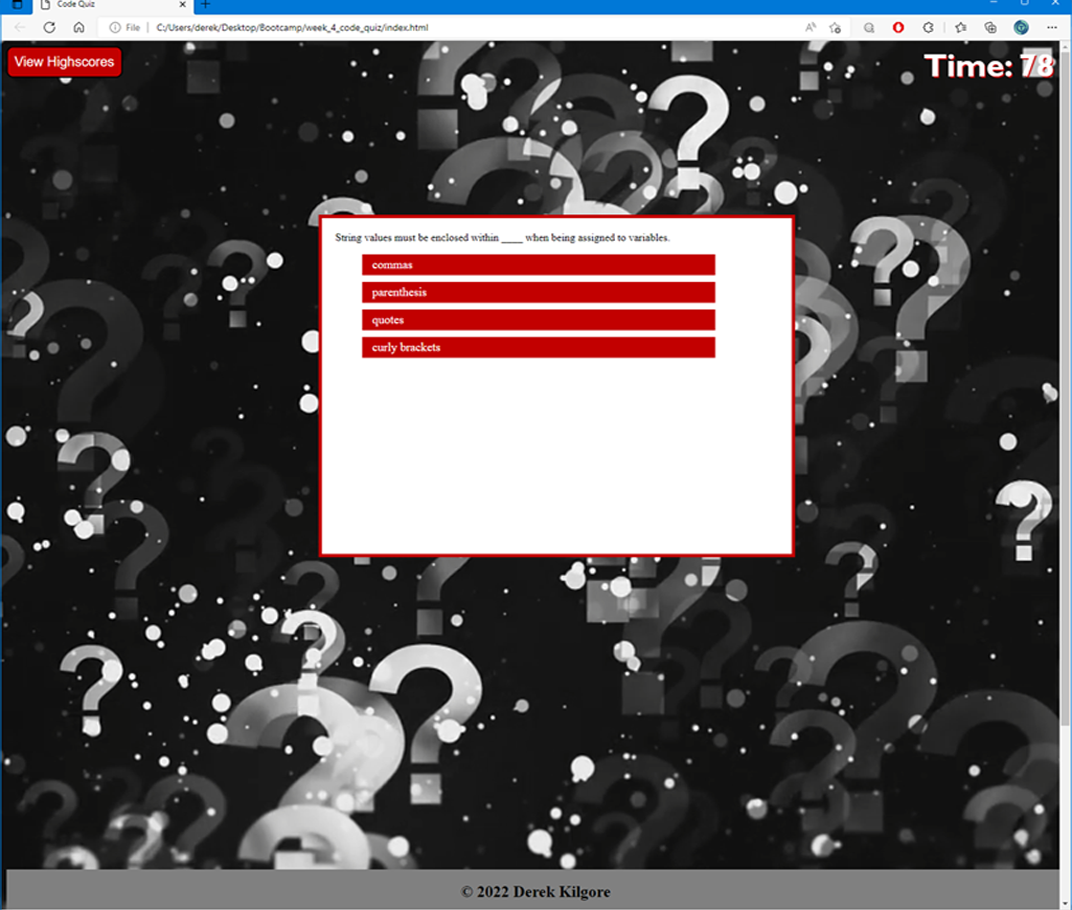 Code Quiz
File | C:/Users/derek/Desktop/Bootcamp/week_4_code_quiz/index.html
View Highscores
Time: 78
String values must be enclosed within ____ when being assigned to variables.
commas
parenthesis
quotes
curly brackets
© 2022 Derek Kilgore